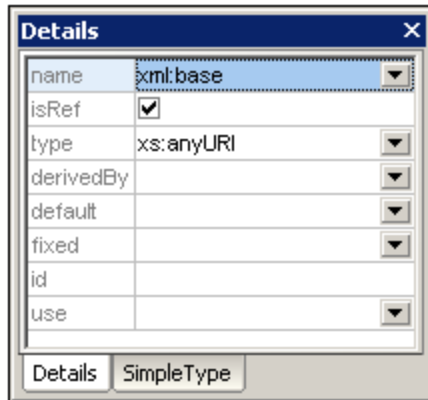 Details
name xml:base
isRef
type xs:anyURI
derivedBy
default
fixed
id
use
Details SimpleType